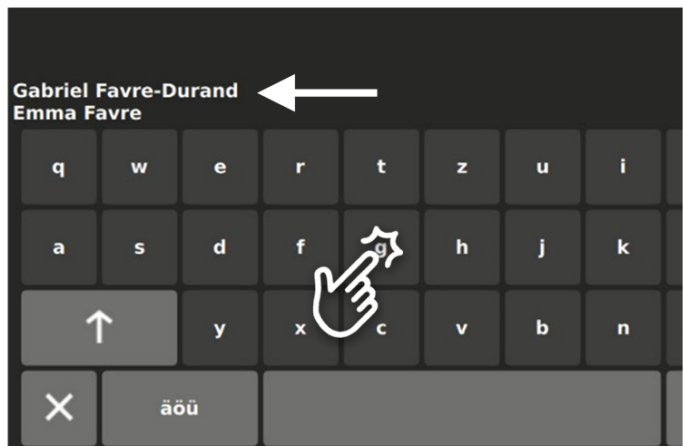 Gabriel Favre-Durand
Emma Favre
q w e r t z u i
a s d f g h j k
↑ y x c v b n
✕ äöü